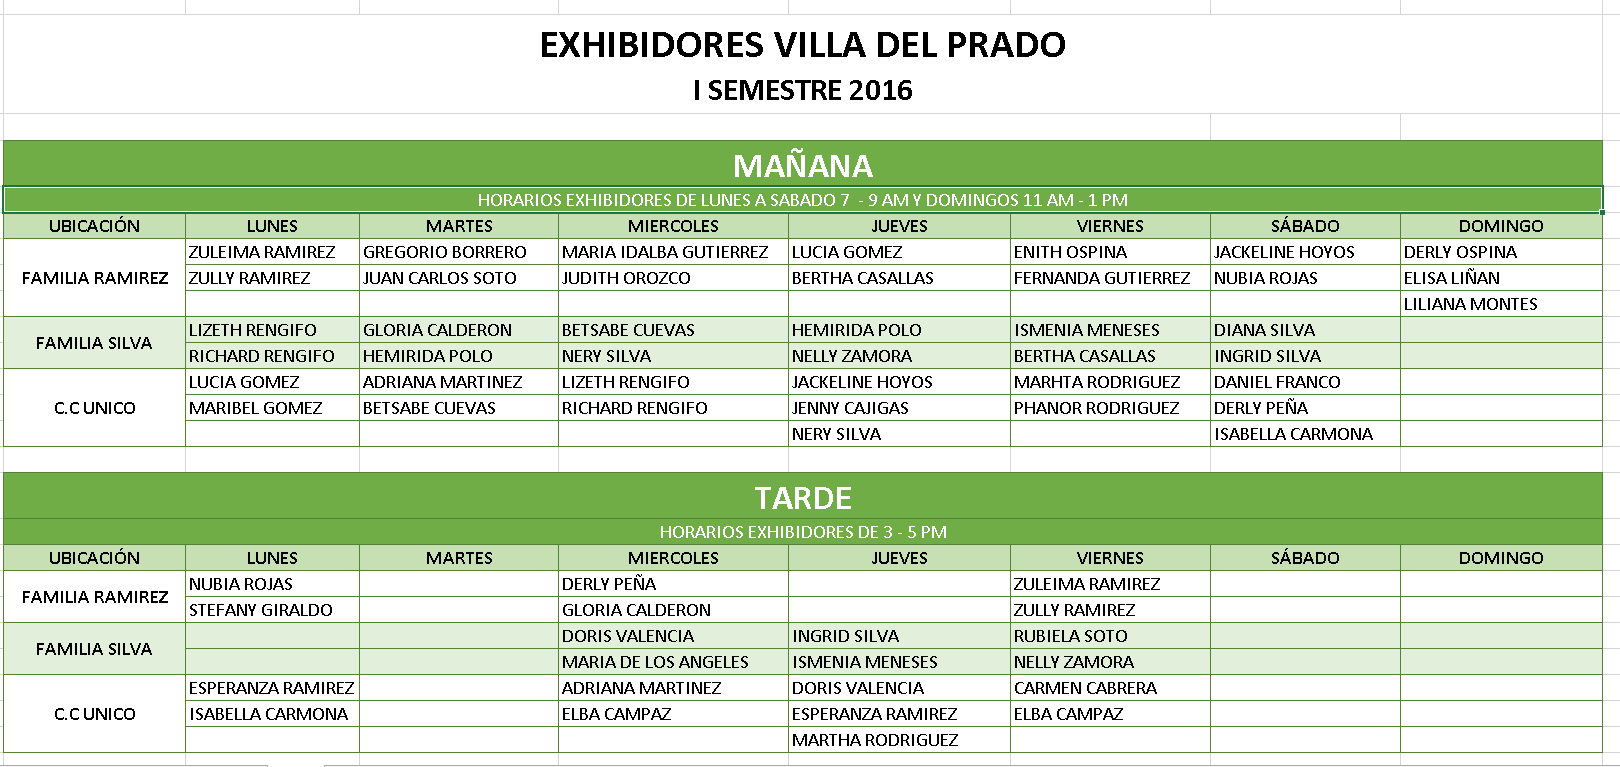 EXHIBIDORES VILLA DEL PRADO
I SEMESTRE 2016
MAÑANA
HORARIOS EXHIBIDORES DE LUNES A SABADO 7 - 9 AM Y DOMINGOS 11 AM - 1 PM
UBICACIÓN LUNES MARTES MIERCOLES JUEVES VIERNES SÁBADO DOMINGO
ZULEIMA RAMIREZ GREGORIO BORRERO MARIA IDALBA GUTIERREZ LUCIA GOMEZ ENITH OSPINA JACKELINE HOYOS DERLY OSPINA
FAMILIA RAMIREZ ZULLY RAMIREZ JUAN CARLOS SOTO JUDITH OROZCO BERTHA CASALLAS FERNANDA GUTIERREZ NUBIA ROJAS ELISA LIÑAN
LILIANA MONTES
FAMILIA SILVA LIZETH RENGIFO GLORIA CALDERON BETSABE CUEVAS HEMIRIDA POLO ISMENIA MENESES DIANA SILVA
RICHARD RENGIFO HEMIRIDA POLO NERY SILVA NELLY ZAMORA BERTHA CASALLAS INGRID SILVA
LUCIA GOMEZ ADRIANA MARTINEZ LIZETH RENGIFO JACKELINE HOYOS MARHTA RODRIGUEZ DANIEL FRANCO
C.C UNICO MARIBEL GOMEZ BETSABE CUEVAS RICHARD RENGIFO JENNY CAJIGAS PHANOR RODRIGUEZ DERLY PEÑA
NERY SILVA ISABELLA CARMONA
TARDE
HORARIOS EXHIBIDORES DE 3 - 5 PM
UBICACIÓN LUNES MARTES MIERCOLES JUEVES VIERNES SÁBADO DOMINGO
FAMILIA RAMIREZ NUBIA ROJAS DERLY PEÑA ZULEIMA RAMIREZ
STEFANY GIRALDO GLORIA CALDERON ZULLY RAMIREZ
FAMILIA SILVA DORIS VALENCIA INGRID SILVA RUBIELA SOTO
MARIA DE LOS ANGELES ISMENIA MENESES NELLY ZAMORA
ESPERANZA RAMIREZ ADRIANA MARTINEZ DORIS VALENCIA CARMEN CABRERA
C.C UNICO ISABELLA CARMONA ELBA CAMPAZ ESPERANZA RAMIREZ ELBA CAMPAZ
MARTHA RODRIGUEZ